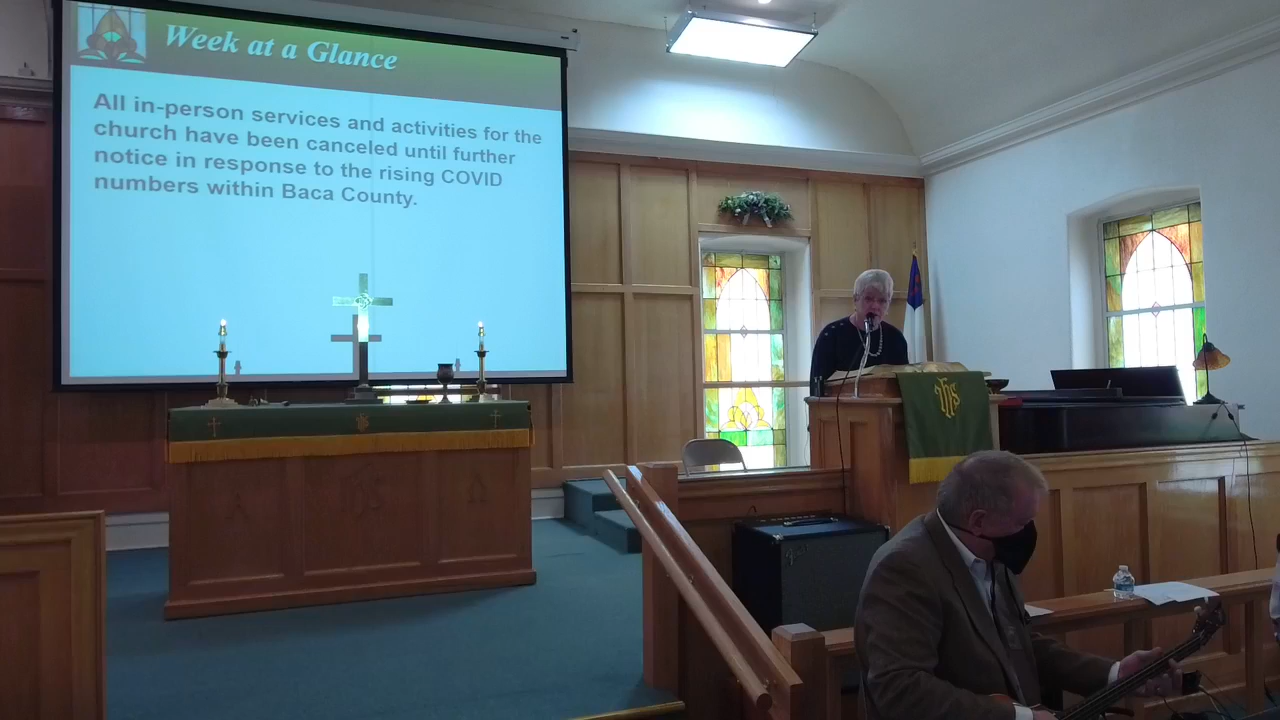 Week at a Glance
All in-person services and activities for the
church have been canceled until further
notice in response to the rising COVID
numbers within Baca County.
IHS